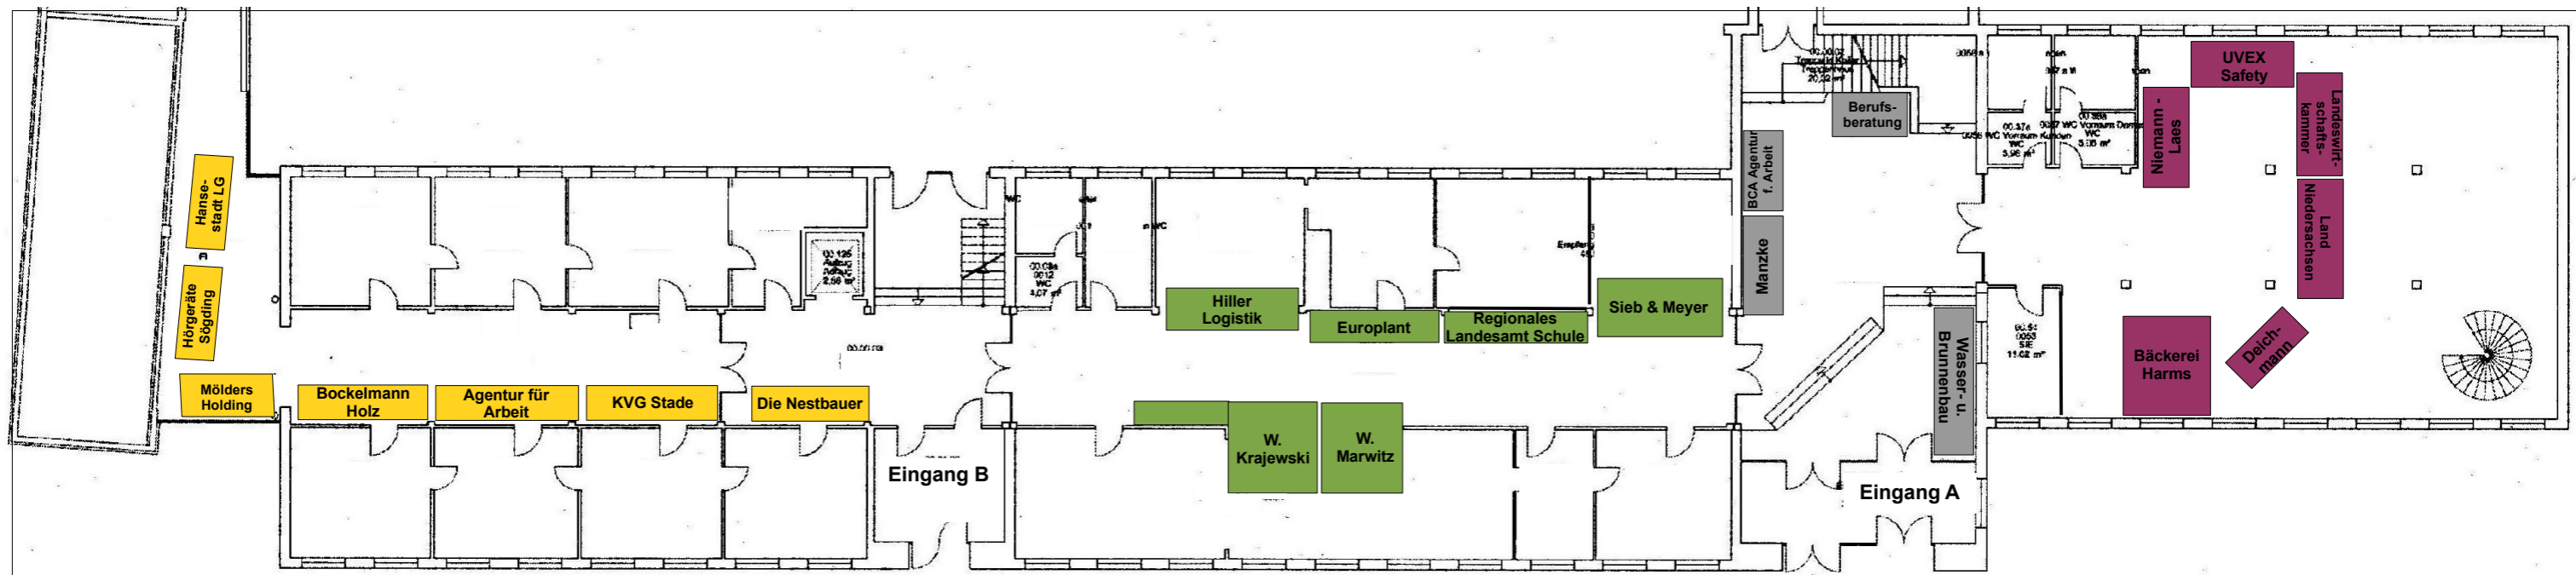 Hanse-
stadt LG
Hörgeräte
Sögding
Mölders
Holding
Bockelmann
Holz
Agentur für
Arbeit
KVG Stade
Die Nestbauer
Eingang B
WC
Hiller
Logistik
Europlant
Regionales
Landesamt Schule
Sieb & Meyer
W.
Krajewski
W.
Marwitz
Berufs-
beratung
BCA Agentur
f. Arbeit
Manzke
Wasser- u.
Brunnenbau
Eingang A
UVEX
Safety
Niemann -
Laes
Landeswirt-
schafts-
kammer
Land
Niedersachsen
Deich-
mann
Bäckerei
Harms